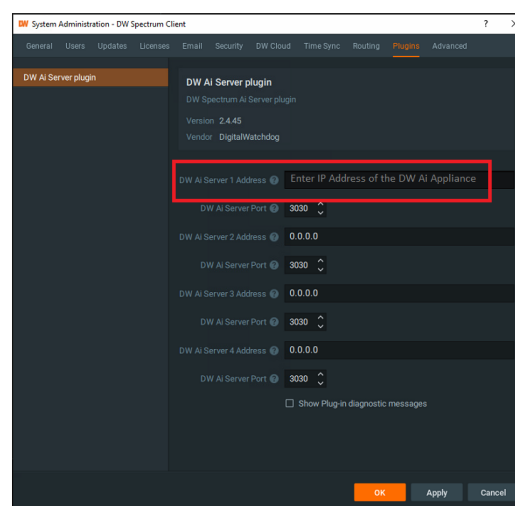 DW System Administration - DW Spectrum Client ? X
General Users Updates Licenses Email Security DW Cloud Time Sync Routing Plugins Advanced
DW Ai Server plugin
DW Ai Server plugin
DW Spectrum Ai Server plugin
Version 2.4.45
Vendor DigitalWatchdog
DW Ai Server 1 Address ? Enter IP Address of the DW Ai Appliance
DW Ai Server Port ? 3030
DW Ai Server 2 Address ? 0.0.0.0
DW Ai Server Port ? 3030
DW Ai Server 3 Address ? 0.0.0.0
DW Ai Server Port ? 3030
DW Ai Server 4 Address ? 0.0.0.0
DW Ai Server Port ? 3030
Show Plug-in diagnostic messages
OK Apply Cancel